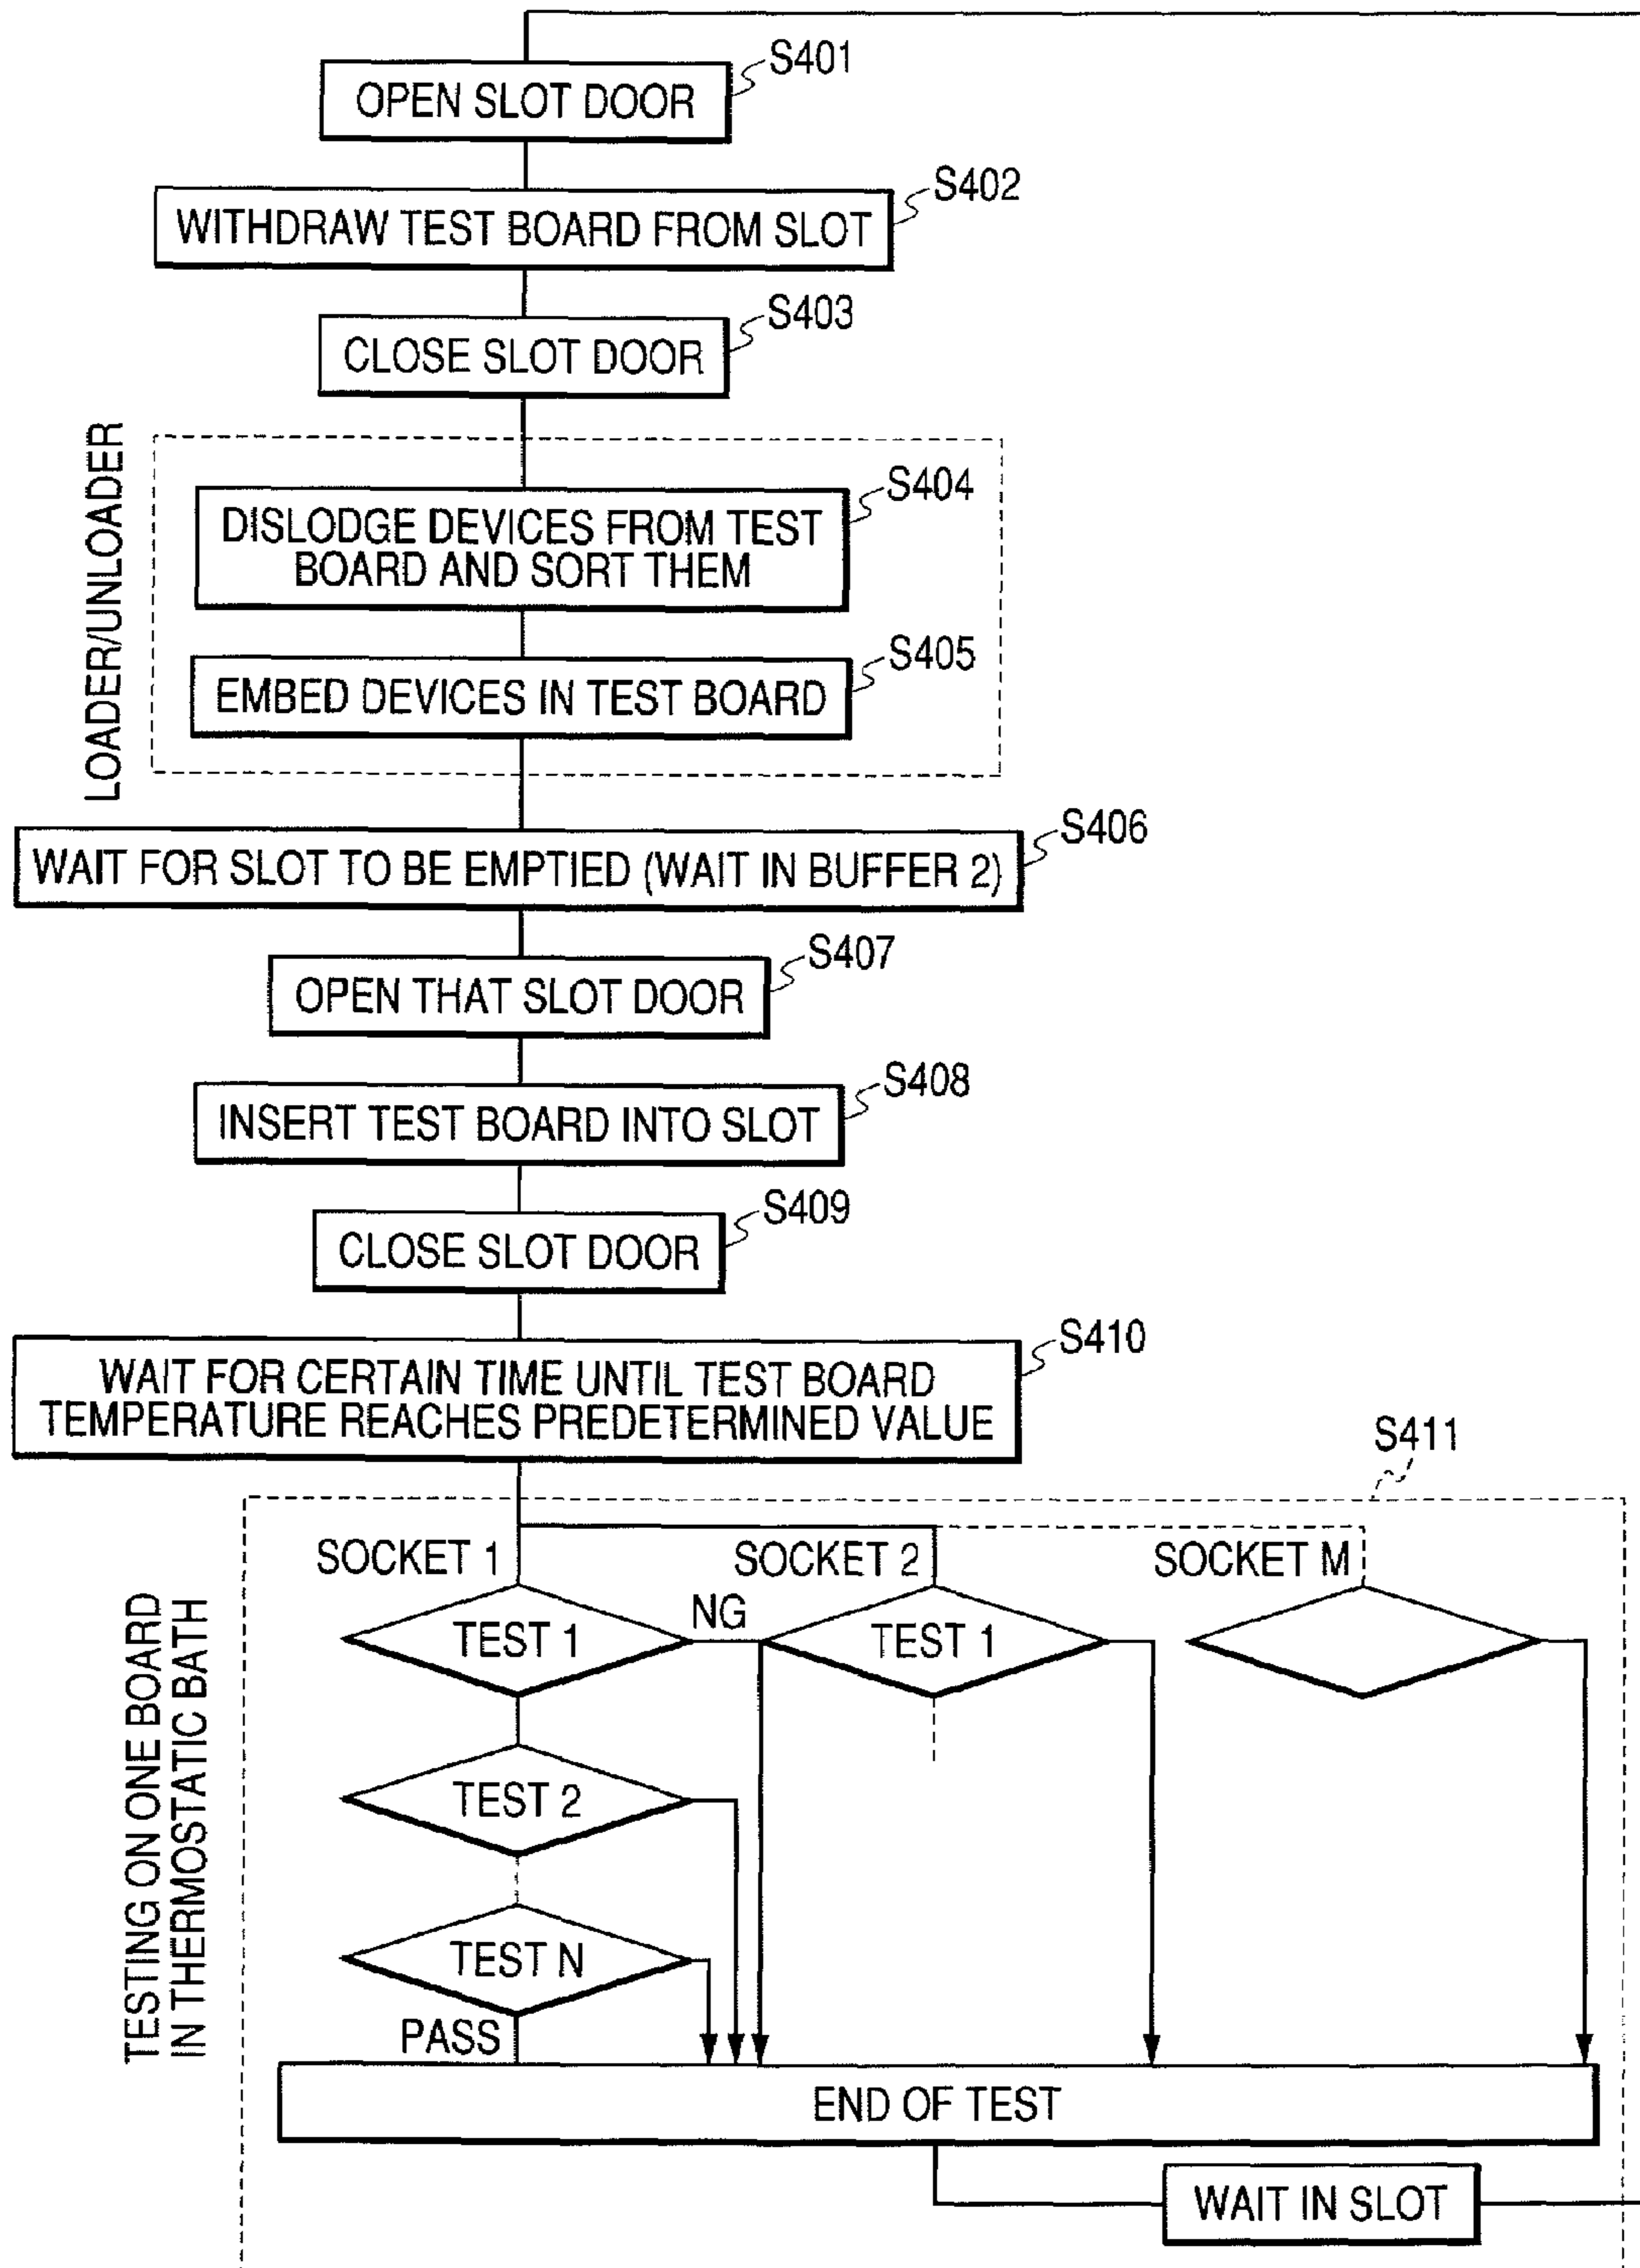 S401
OPEN SLOT DOOR
S402
WITHDRAW TEST BOARD FROM SLOT
S403
CLOSE SLOT DOOR
LOADER/UNLOADER
S404
DISLODGE DEVICES FROM TEST
BOARD AND SORT THEM
S405
EMBED DEVICES IN TEST BOARD
S406
WAIT FOR SLOT TO BE EMPTIED (WAIT IN BUFFER 2)
S407
OPEN THAT SLOT DOOR
S408
INSERT TEST BOARD INTO SLOT
S409
CLOSE SLOT DOOR
S410
WAIT FOR CERTAIN TIME UNTIL TEST BOARD
TEMPERATURE REACHES PREDETERMINED VALUE
S411
TESTING ON ONE BOARD
IN THERMOSTATIC BATH
SOCKET 1
SOCKET 2
SOCKET M
TEST 1
NG
TEST 1
TEST 2
TEST N
PASS
END OF TEST
WAIT IN SLOT